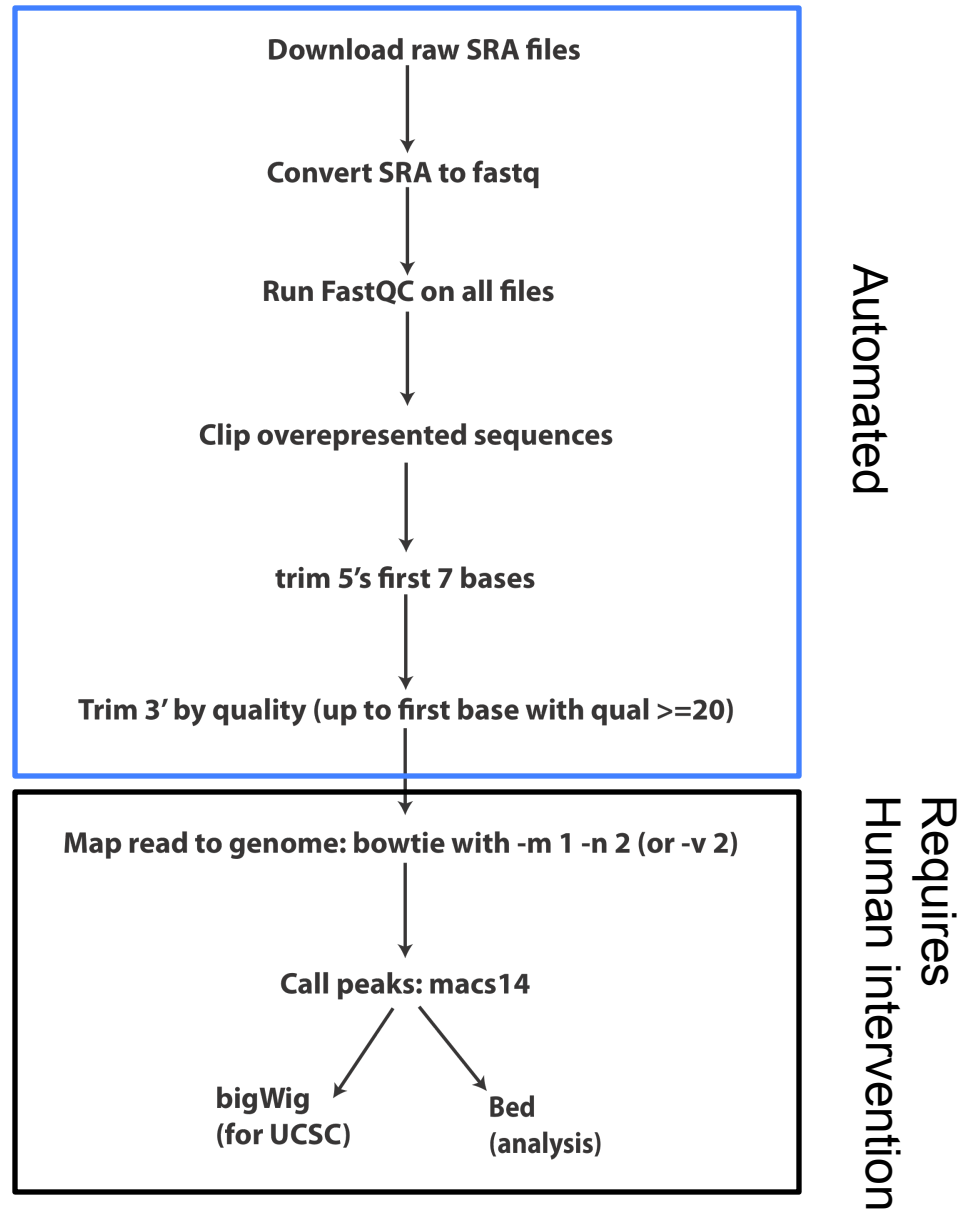 Download raw SRA files
Convert SRA to fastq
Run FastQC on all files
Clip overepresented sequences
trim 5's first 7 bases
Trim 3' by quality (up to first base with qual >=20)
Automated
Map read to genome: bowtie with -m 1 -n 2 (or -v 2)
Call peaks: macs14
bigWig
(for UCSC)
Bed
(analysis)
Requires
Human intervention